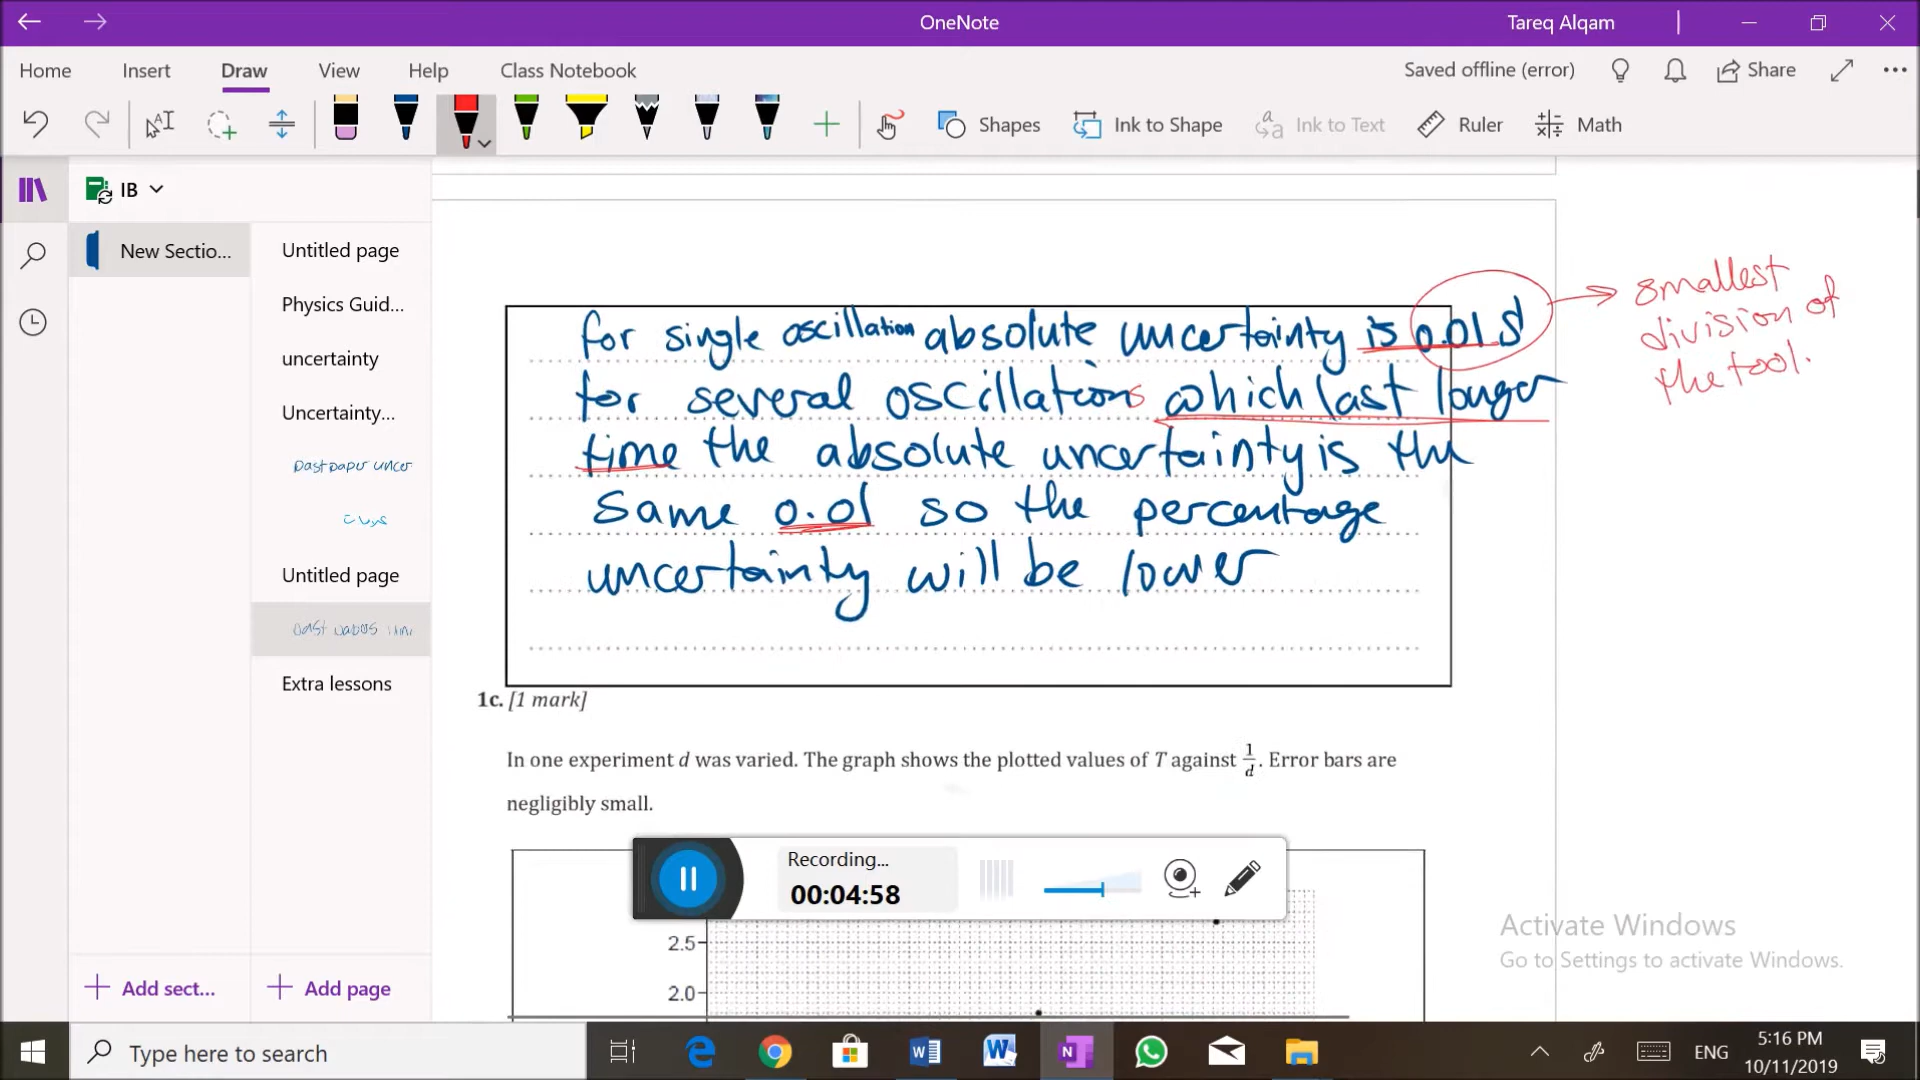 OneNote
Tareq Alqam
Home
Insert
Draw
View
Help
Class Notebook
Saved offline (error)
Share
Shapes
Ink to Shape
Ink to Text
Ruler
Math
IB
New Sectio...
Untitled page
Physics Guid...
uncertainty
Uncertainty...
Untitled page
Extra lessons
Add sect...
Add page
for single oscillation absolute uncertainty is 0.01 s
for several oscillations which last longer
time the absolute uncertainty is the
same 0.01 so the percentage
uncertainty will be lower
smallest
division of
the tool.
1c. [1 mark]
In one experiment d was varied. The graph shows the plotted values of T against 1/d. Error bars are
negligibly small.
Recording...
00:04:58
2.5
2.0
Activate Windows
Go to Settings to activate Windows.
Type here to search
ENG
5:16 PM
10/11/2019